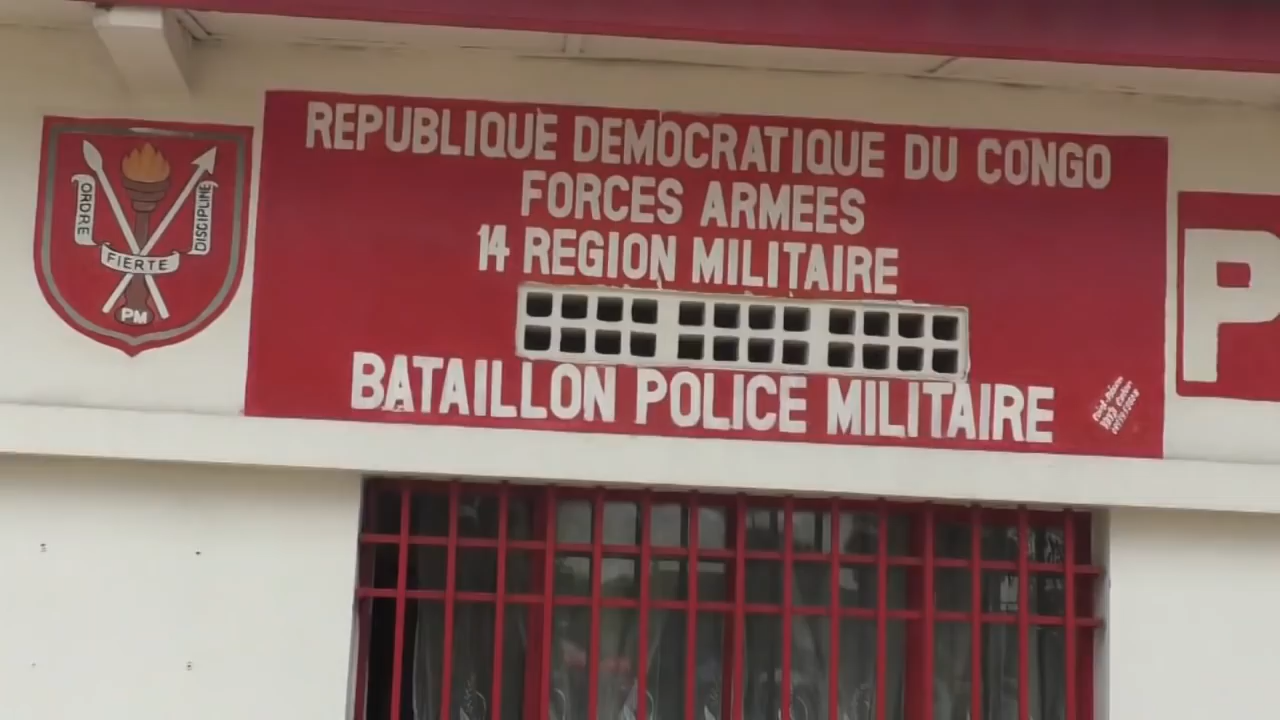 REPUBLIQUE DEMOCRATIQUE DU CONGO
FORCES ARMEES
14 REGION MILITAIRE
BATAILLON POLICE MILITAIRE
ORDRE
FIERTE
DISCIPLINE
PM
P